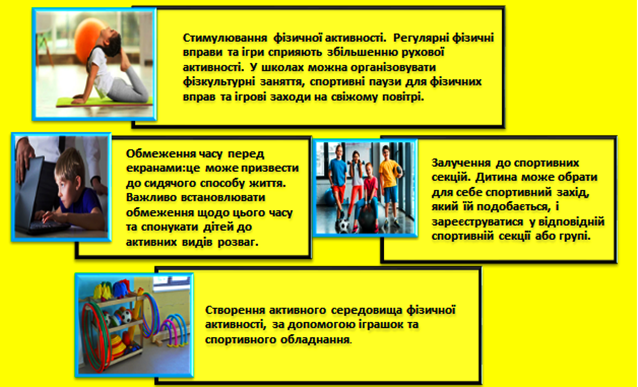 Стимулювання фізичної активності. Регулярні фізичні
вправи та ігри сприяють збільшенню рухової
активності. У школах можна організовувати
фізкультурні заняття, спортивні паузи для фізичних
вправ та ігрові заходи на свіжому повітрі.
Обмеження часу перед
екранами:це може призвести
до сидячого способу життя.
Важливо встановлювати
обмеження щодо цього часу
та спонукати дітей до
активних видів розваг.
Залучення до спортивних
секцій. Дитина може обрати
для себе спортивний захід,
який їй подобається, і
зареєструватися у відповідній
спортивній секції або групі.
Створення активного середовища фізичної
активності, за допомогою іграшок та
спортивного обладнання.